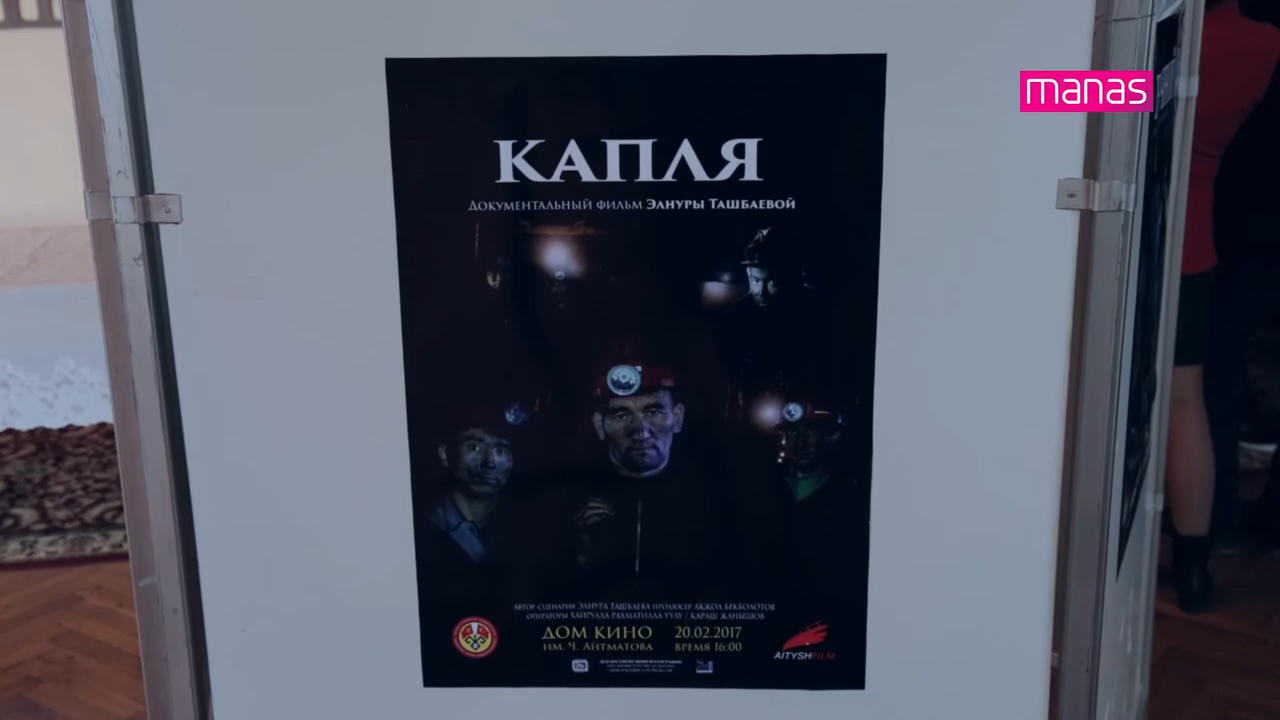 manas
КАПЛЯ
ДОКУМЕНТАЛЬНЫЙ ФИЛЬМ ЭЛНУРЫ ТАШБАЕВОЙ
АВТОР СЦЕНАРИЯ ЭЛНУРА ТАШБАЕВА ПРОДЮСЕР АКЖОЛ БЕКБОЛОТОВ
ОПЕРАТОРЫ ХАЙРУЛЛА РАХМАТИЛЛА УУЛУ / КАРАШ ЖАНЫШОВ
ДОМ КИНО 20.02.2017
ИМ. Ч. АЙТМАТОВА ВРЕМЯ 16:00
AITYSHFILM